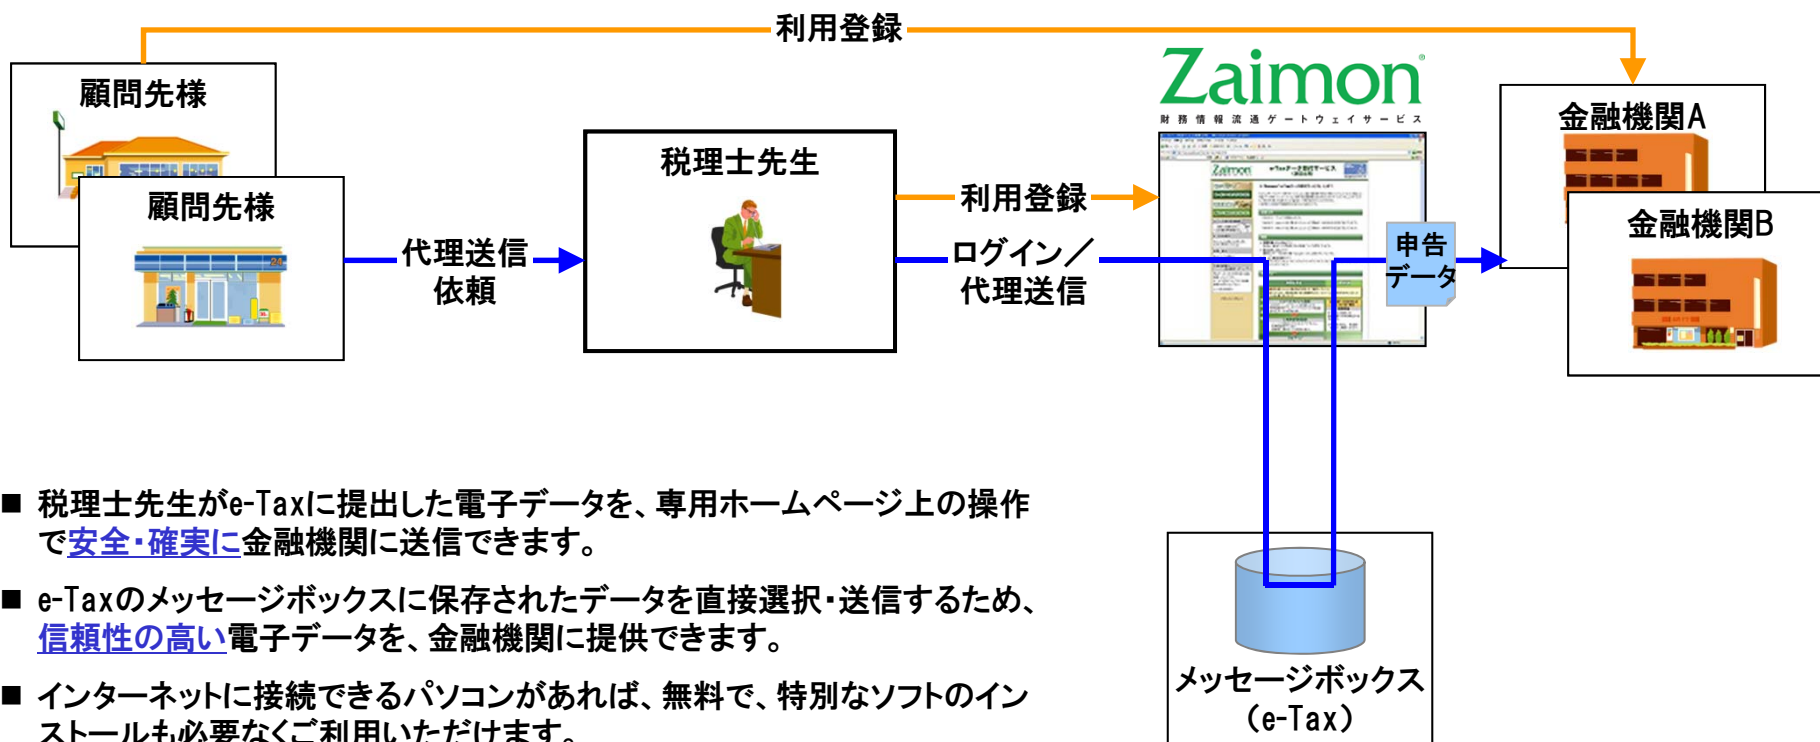 利用登録
Zaimon®
財務情報流通ゲートウェイサービス
顧問先様
顧問先様
代理送信
依頼
税理士先生
利用登録
ログイン／
代理送信
Zaimon
申告
データ
金融機関A
金融機関B
■ 税理士先生がe-Taxに提出した電子データを、専用ホームページ上の操作
で安全・確実に金融機関に送信できます。
■ e-Taxのメッセージボックスに保存されたデータを直接選択・送信するため、
信頼性の高い電子データを、金融機関に提供できます。
■ インターネットに接続できるパソコンがあれば、無料で、特別なソフトのイン
ストールも必要なくご利用いただけます。
メッセージボックス
（e-Tax）
24